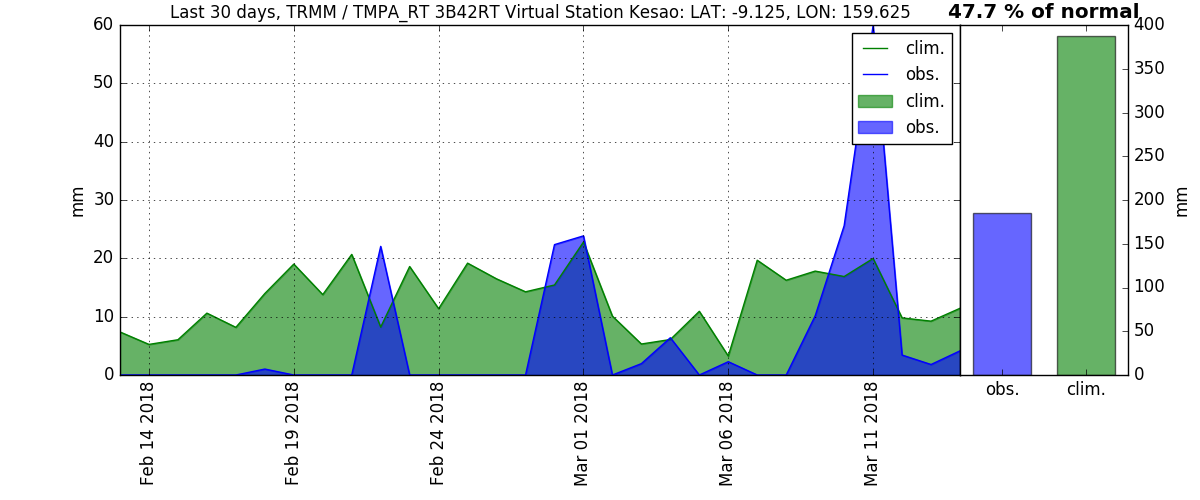 Last 30 days, TRMM / TMPA_RT 3B42RT Virtual Station Kesao: LAT: -9.125, LON: 159.625
47.7 % of normal
60
50
40
30
20
10
0
mm
clim.
obs.
clim.
obs.
Feb 14 2018
Feb 19 2018
Feb 24 2018
Mar 01 2018
Mar 06 2018
Mar 11 2018
400
350
300
250
200
150
100
50
0
mm
obs.
clim.